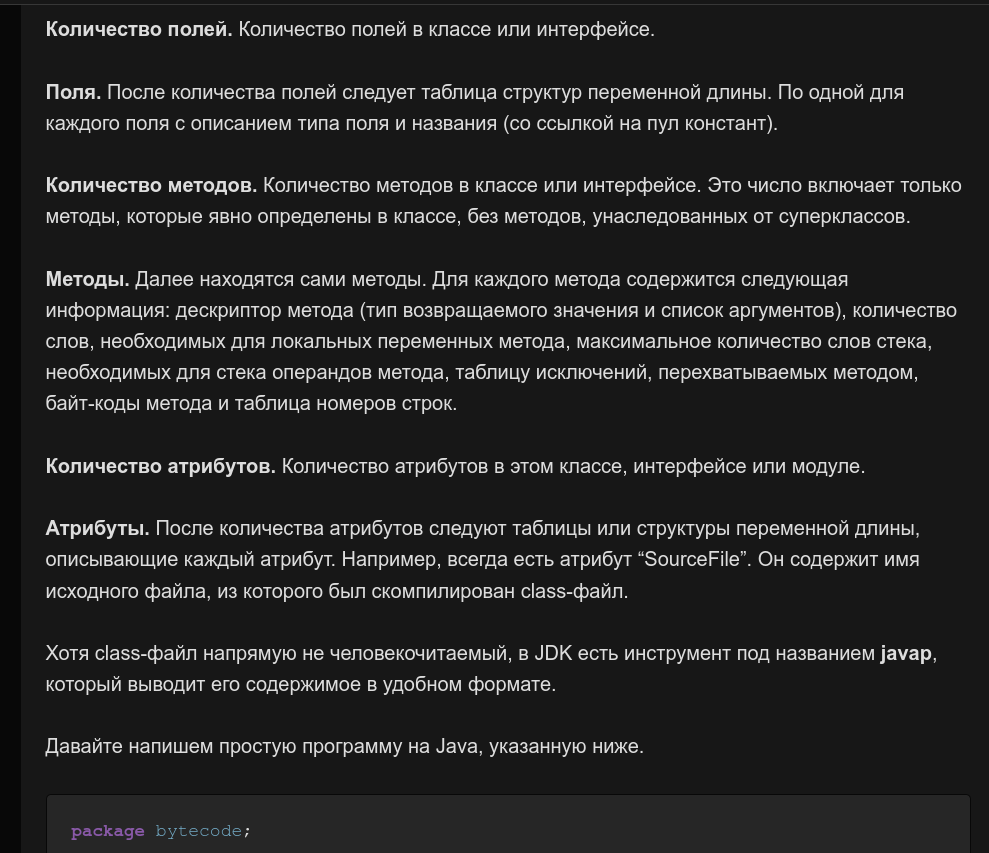 Количество полей. Количество полей в классе или интерфейсе.
Поля. После количества полей следует таблица структур переменной длины. По одной для
каждого поля с описанием типа поля и названия (со ссылкой на пул констант).
Количество методов. Количество методов в классе или интерфейсе. Это число включает только
методы, которые явно определены в классе, без методов, унаследованных от суперклассов.
Методы. Далее находятся сами методы. Для каждого метода содержится следующая
информация: дескриптор метода (тип возвращаемого значения и список аргументов), количество
слов, необходимых для локальных переменных метода, максимальное количество слов стека,
необходимых для стека операндов метода, таблицу исключений, перехватываемых методом,
байт-коды метода и таблица номеров строк.
Количество атрибутов. Количество атрибутов в этом классе, интерфейсе или модуле.
Атрибуты. После количества атрибутов следуют таблицы или структуры переменной длины,
описывающие каждый атрибут. Например, всегда есть атрибут “SourceFile”. Он содержит имя
исходного файла, из которого был скомпилирован class-файл.
Хотя class-файл напрямую не человекочитаемый, в JDK есть инструмент под названием javap,
который выводит его содержимое в удобном формате.
Давайте напишем простую программу на Java, указанную ниже.
package bytecode;